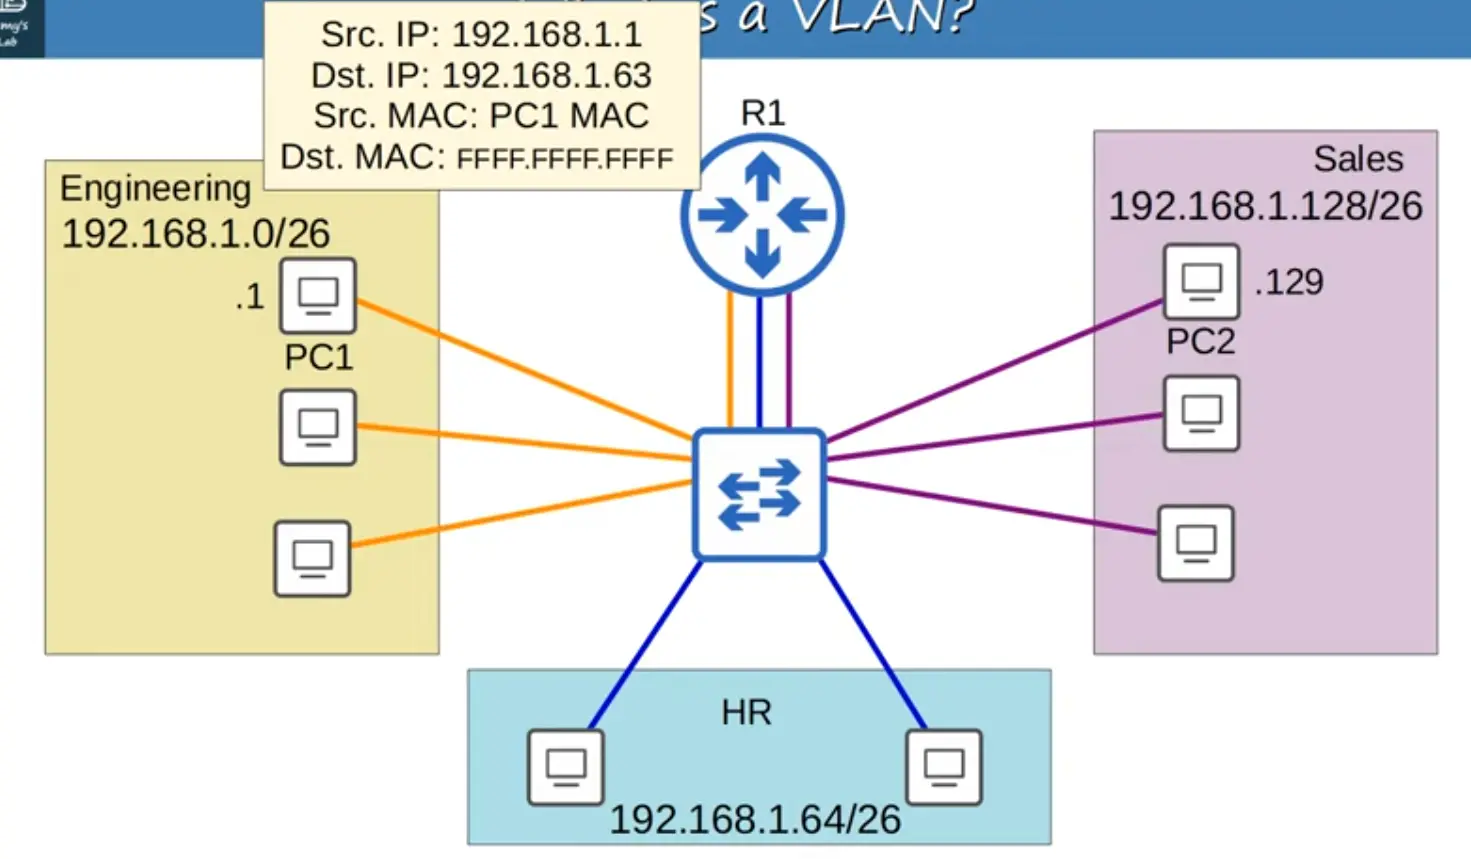 my's
Lab
s a VLAN?
Src. IP: 192.168.1.1
Dst. IP: 192.168.1.63
Src. MAC: PC1 MAC
Dst. MAC: FFFF.FFFF.FFFF
R1
Engineering
192.168.1.0/26
.1
PC1
Sales
192.168.1.128/26
.129
PC2
HR
192.168.1.64/26